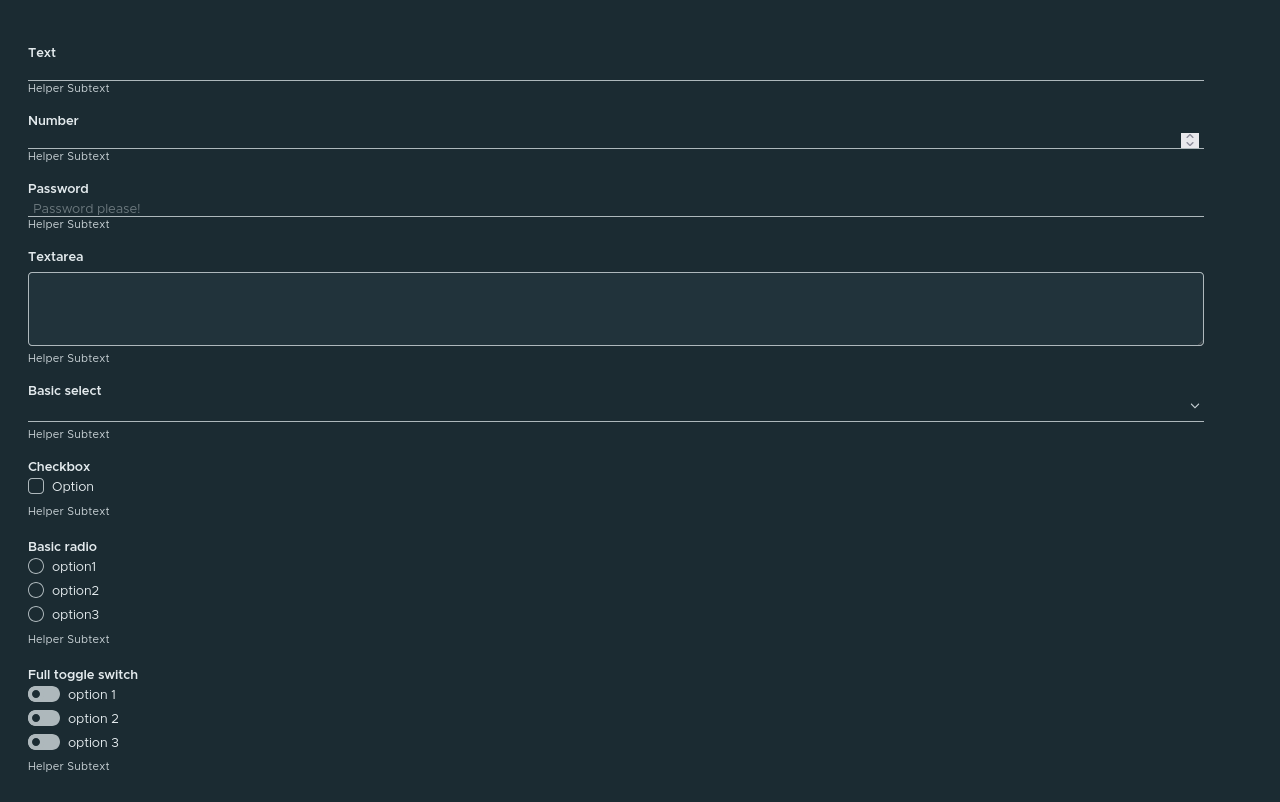 Text
Helper Subtext
Number
Helper Subtext
Password
Password please!
Helper Subtext
Textarea
Helper Subtext
Basic select
Helper Subtext
Checkbox
Option
Helper Subtext
Basic radio
option1
option2
option3
Helper Subtext
Full toggle switch
option 1
option 2
option 3
Helper Subtext